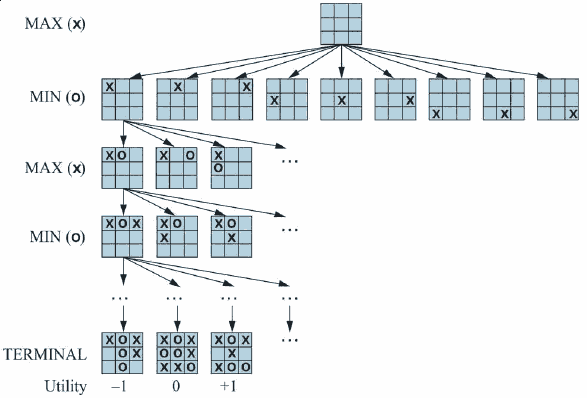 MAX (x)
MIN (o)
X X X X X X X X X
MAX (x)
X O X O X
O
...
MIN (o)
X O X X O X O
X X
...
... ... ... ...
TERMINAL
X O X X O X X O X
O X O O X X
O X X O X O O
...
Utility –1 0 +1